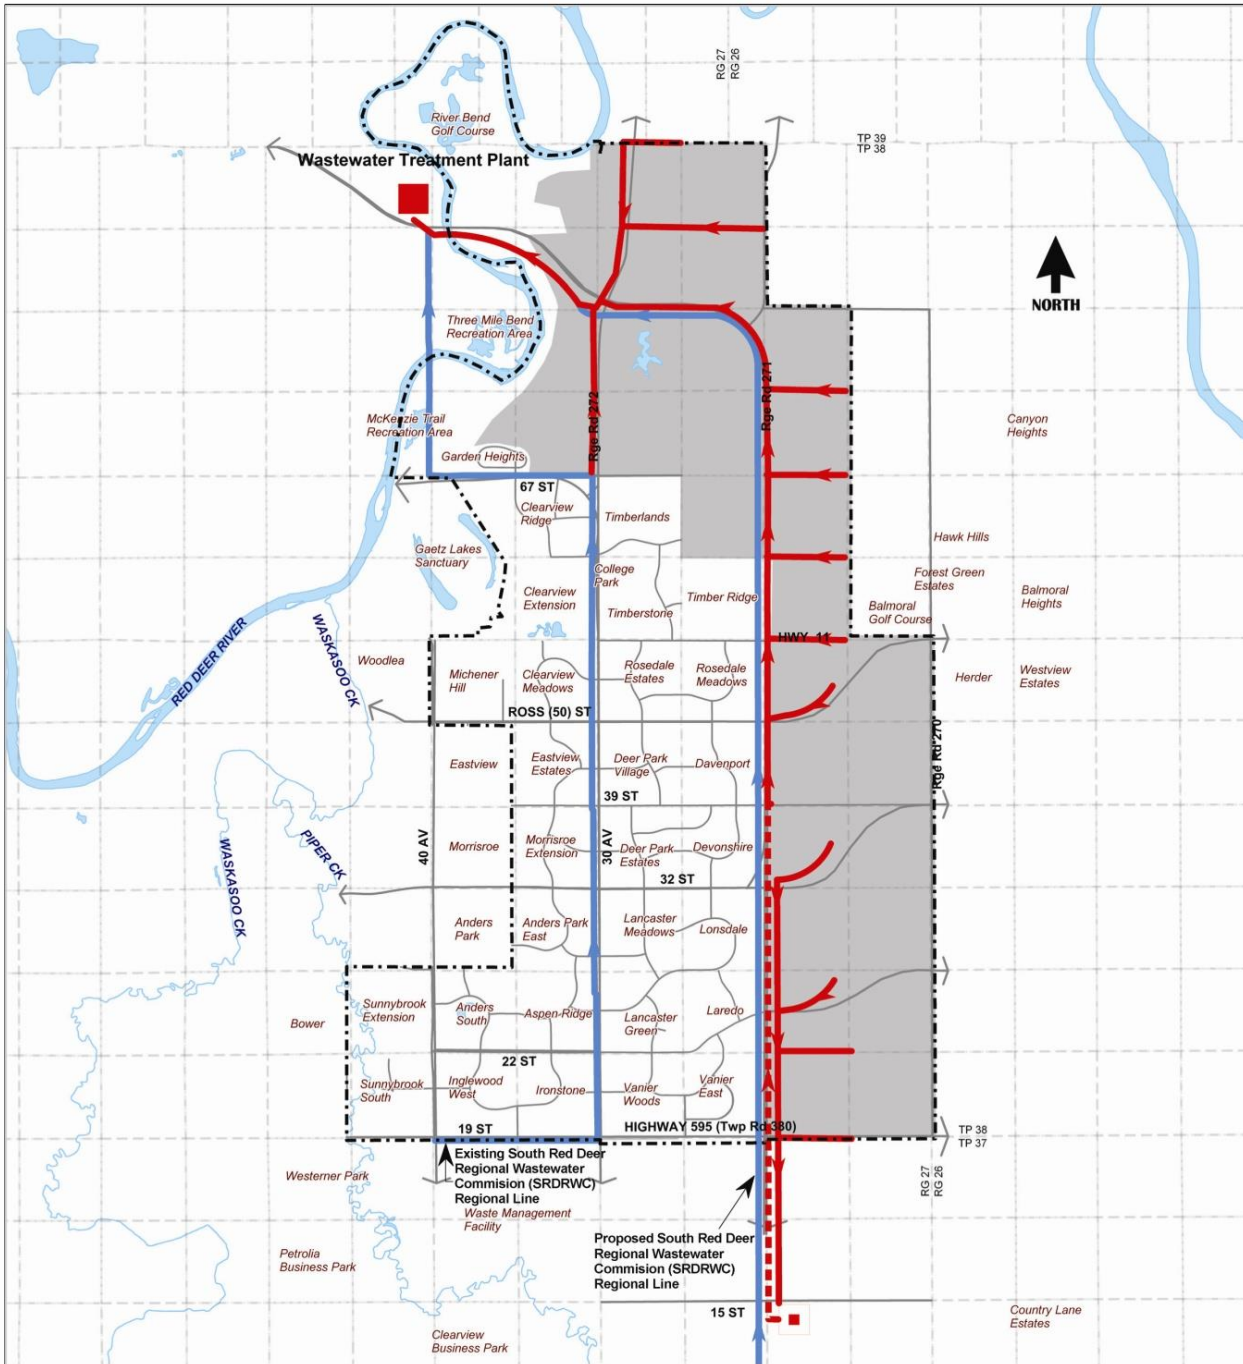 RG 27
RG 26
River Bend
Golf Course
TP 39
TP 38
Wastewater Treatment Plant
NORTH
Three Mile Bend
Recreation Area
Rge Rd 271
Rge Rd 272
McKenzie Trail
Recreation Area
Canyon
Heights
Garden Heights
67 ST
Clearview
Ridge
Timberlands
Gaetz Lakes
Sanctuary
Hawk Hills
College
Park
Forest Green
Estates
Clearview
Extension
Timber Ridge
Timberstone
Balmoral
Golf Course
Balmoral
Heights
RED DEER RIVER
WASKASOO CK
HWY 11
Woodlea
Michener
Hill
Clearview
Meadows
Rosedale
Estates
Rosedale
Meadows
Herder
Westview
Estates
ROSS (50) ST
Rge Rd 270
Eastview
Eastview
Estates
Deer Park
Village
Davenport
39 ST
40 AV
30 AV
PIPER CK
WASKASOO CK
Morrisroe
Morrisroe
Extension
Deer Park
Estates
Devonshire
32 ST
Anders
Park
Anders Park
East
Lancaster
Meadows
Lonsdale
Bower
Sunnybrook
Extension
Anders
South
Aspen-Ridge
Lancaster
Green
Laredo
22 ST
Sunnybrook
South
Inglewood
West
Ironstone
Vanier
Woods
Vanier
East
19 ST
HIGHWAY 595 (Twp Rd 380)
TP 38
TP 37
RG 27
RG 26
Existing South Red Deer
Regional Wastewater
Commision (SRDRWC)
Regional Line
Westerner Park
Waste Management
Facility
Proposed South Red Deer
Regional Wastewater
Commision (SRDRWC)
Regional Line
Petrolia
Business Park
15 ST
Country Lane
Estates
Clearview
Business Park